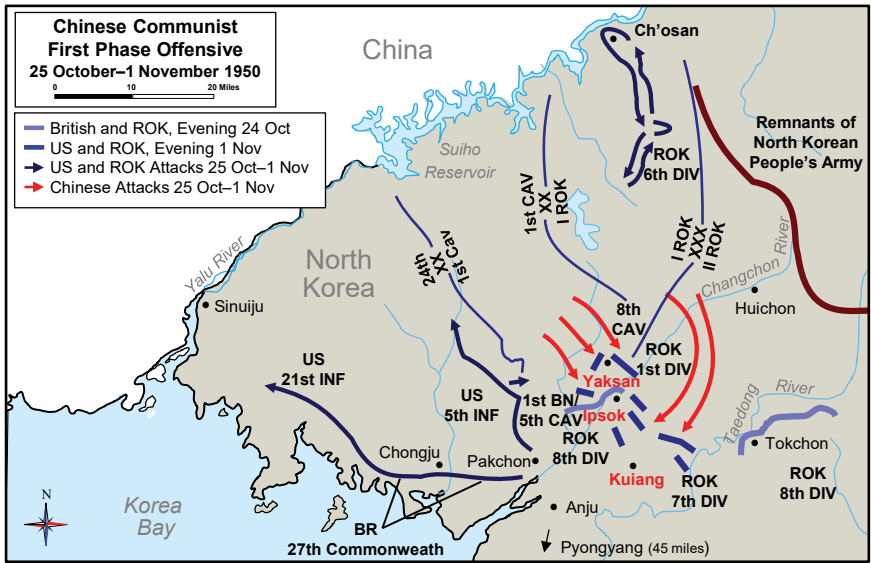 Chinese Communist
First Phase Offensive
25 October–1 November 1950
0 10 20 Miles
British and ROK, Evening 24 Oct
US and ROK, Evening 1 Nov
US and ROK Attacks 25 Oct–1 Nov
Chinese Attacks 25 Oct–1 Nov
China
Ch'osan
Remnants of
North Korean
People's Army
Suiho
Reservoir
ROK
6th DIV
1st CAV
XX
I ROK
24th
XX
1st Cav
I ROK
XXX
II ROK
Yalu River
North
Korea
Changchon River
Sinuiju
Huichon
8th
CAV
ROK
1st DIV
US
21st INF
Yaksan
US
5th INF
1st BN/
5th CAV
Ipsok
Taedong River
ROK
8th DIV
Chongju
Pakchon
Tokchon
Kuiang
ROK
7th DIV
ROK
8th DIV
N
Korea
Bay
Anju
BR
27th Commonweath
Pyongyang (45 miles)